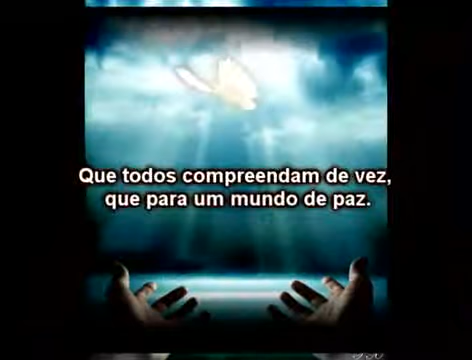 Que todos compreendam de vez,
que para um mundo de paz.